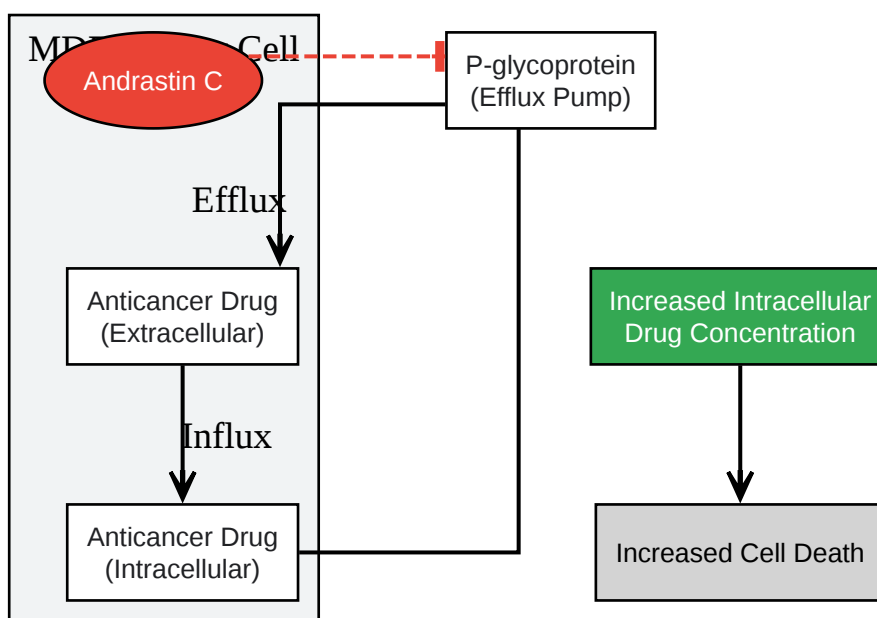 MD Cell
Andrastin C
P-glycoprotein
(Efflux Pump)
Efflux
Anticancer Drug
(Extracellular)
Increased Intracellular
Drug Concentration
Influx
Anticancer Drug
(Intracellular)
Increased Cell Death